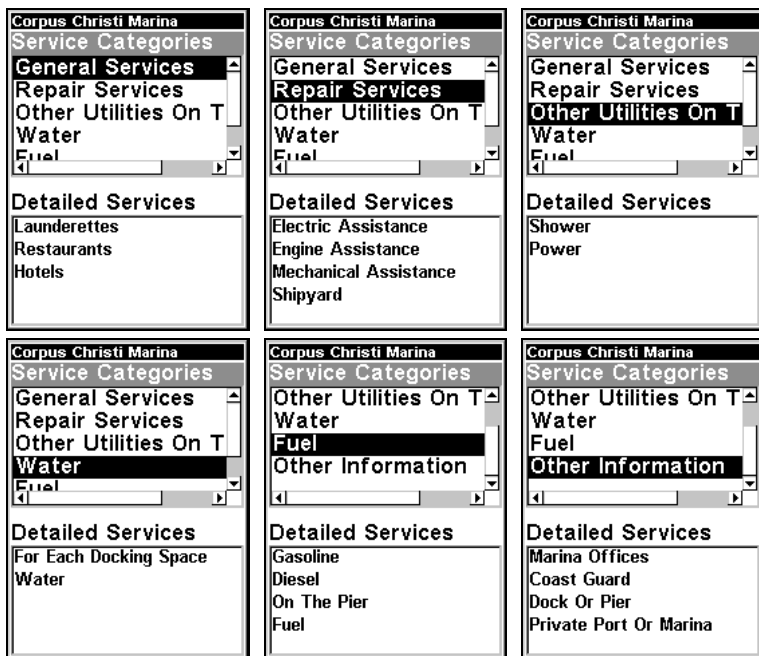 Corpus Christi Marina
Service Categories
General Services
Repair Services
Other Utilities On T
Water
Fuel
Detailed Services
Launderettes
Restaurants
Hotels
Corpus Christi Marina
Service Categories
General Services
Repair Services
Other Utilities On T
Water
Fuel
Detailed Services
Electric Assistance
Engine Assistance
Mechanical Assistance
Shipyard
Corpus Christi Marina
Service Categories
General Services
Repair Services
Other Utilities On T
Water
Fuel
Detailed Services
Shower
Power
Corpus Christi Marina
Service Categories
General Services
Repair Services
Other Utilities On T
Water
Fuel
Detailed Services
For Each Docking Space
Water
Corpus Christi Marina
Service Categories
Other Utilities On T
Water
Fuel
Other Information
Detailed Services
Gasoline
Diesel
On The Pier
Fuel
Corpus Christi Marina
Service Categories
Other Utilities On T
Water
Fuel
Other Information
Detailed Services
Marina Offices
Coast Guard
Dock Or Pier
Private Port Or Marina